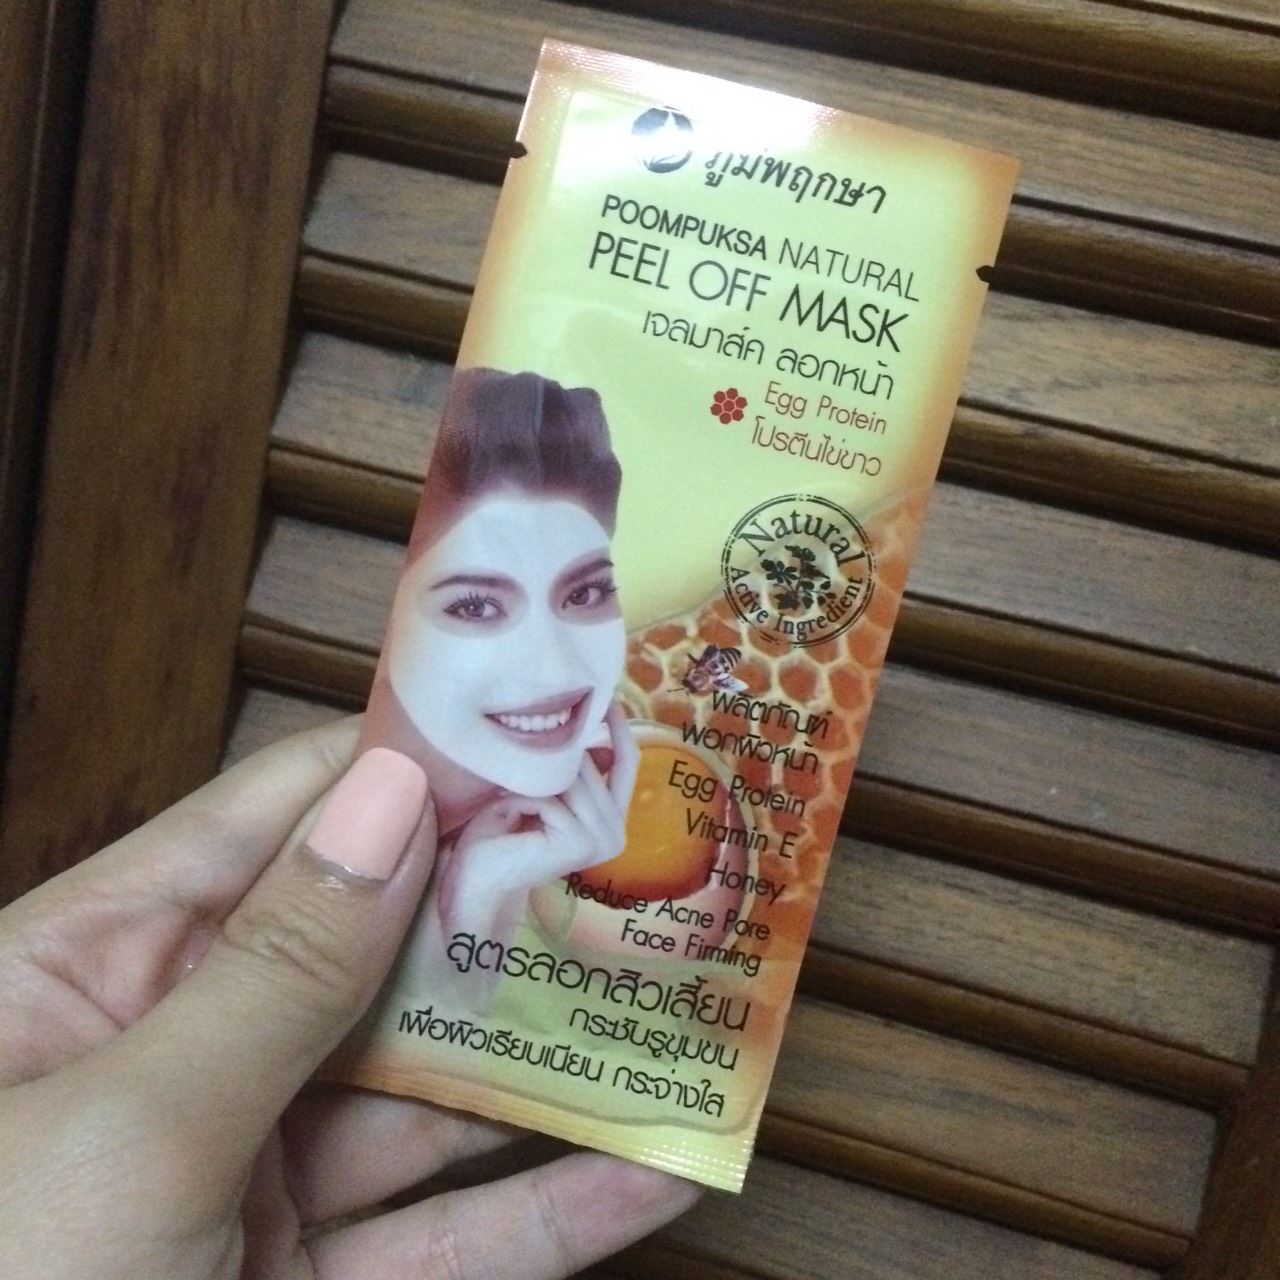 ภูมิพฤกษา
POOMPUKSA NATURAL
PEEL OFF MASK
เจลมาส์ค ลอกหน้า
Egg Protein
โปรตีนไข่ขาว
Natural
Active Ingredient
ผลิตภัณฑ์
พอกผิวหน้า
Egg Protein
Vitamin E
Honey
Reduce Acne Pore
Face Firming
สูตรลอกสิวเสี้ยน
กระชับรูขุมขน
เพื่อผิวเรียบเนียน กระจ่างใส